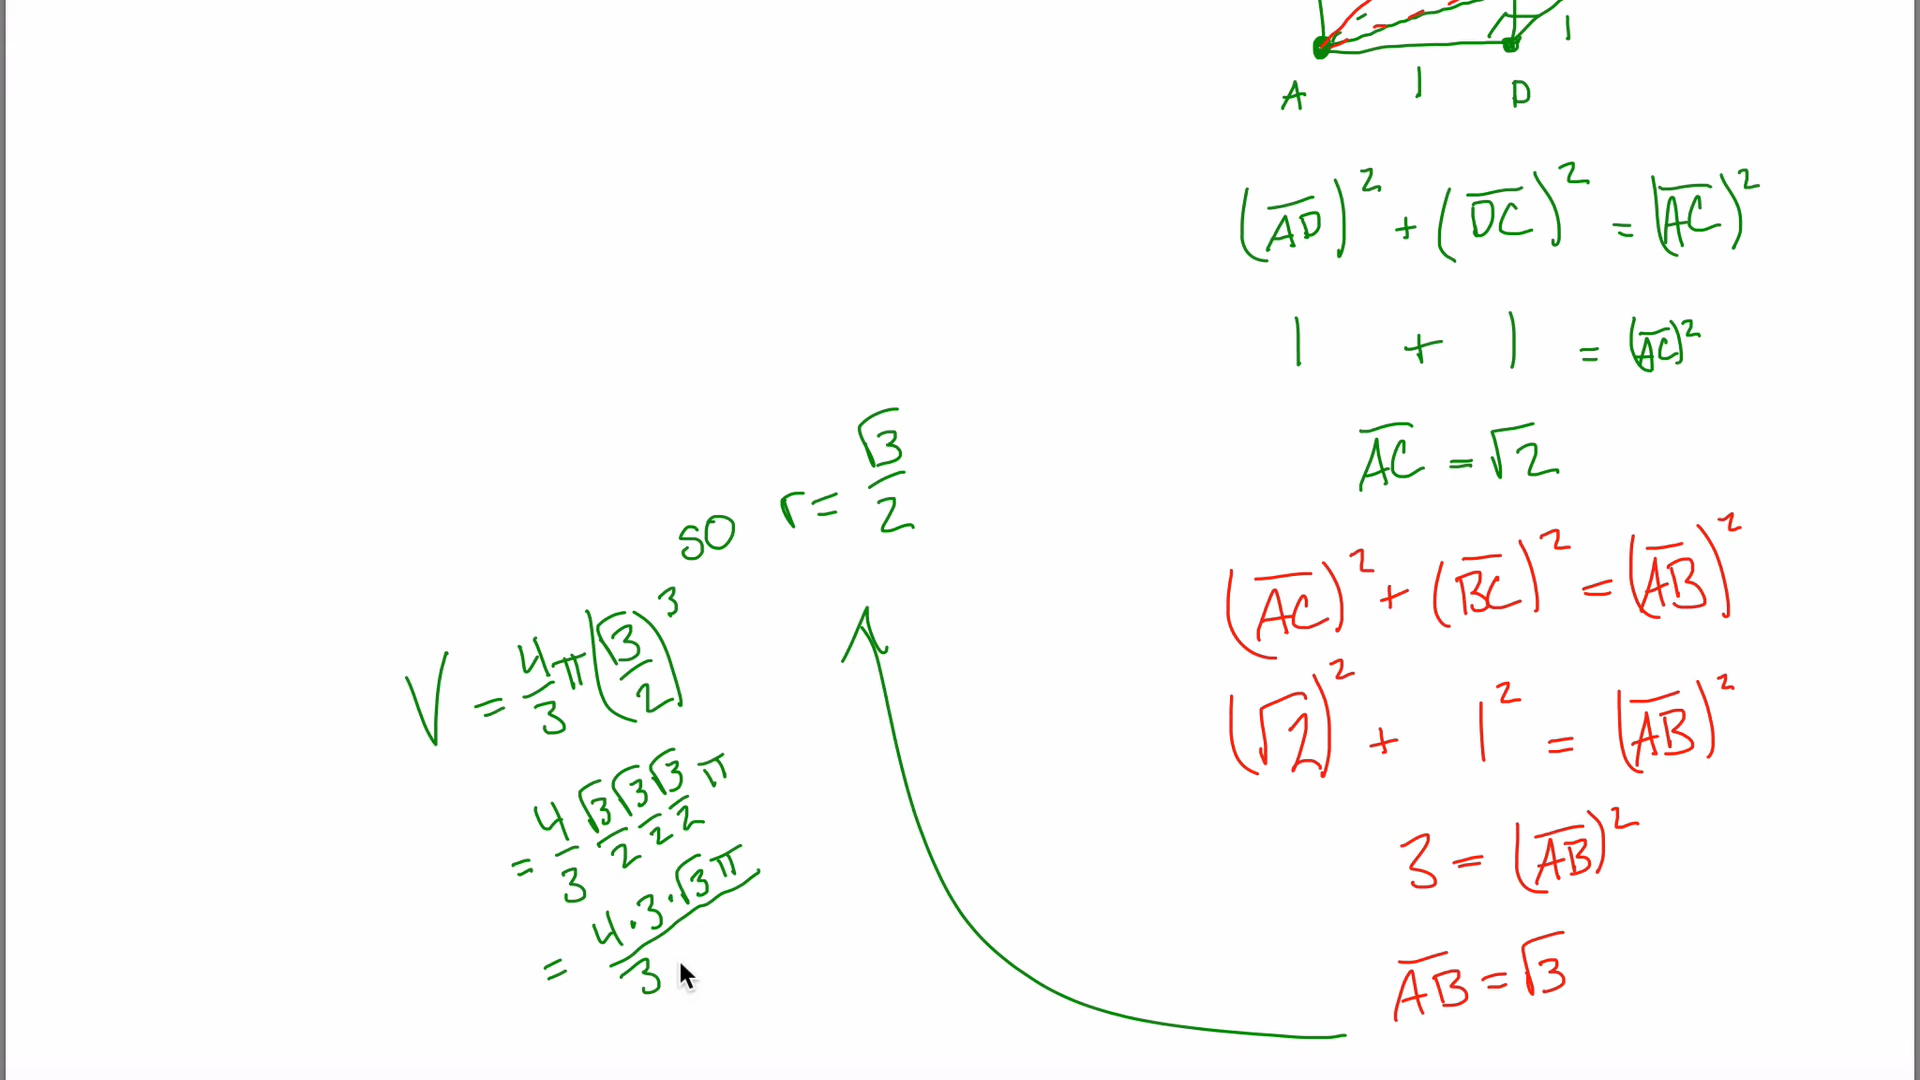 1
A 1 D
(AD)² + (DC)² = (AC)²
1 + 1 = (AC)²
AC = √2
(AC)² + (BC)² = (AB)²
(√2)² + 1² = (AB)²
3 = (AB)²
AB = √3
so r = √3/2
V = 4/3 π (√3/2)³
= 4/3 √3/2 √3/2 √3/2 π
= 4·3·√3 π / 3